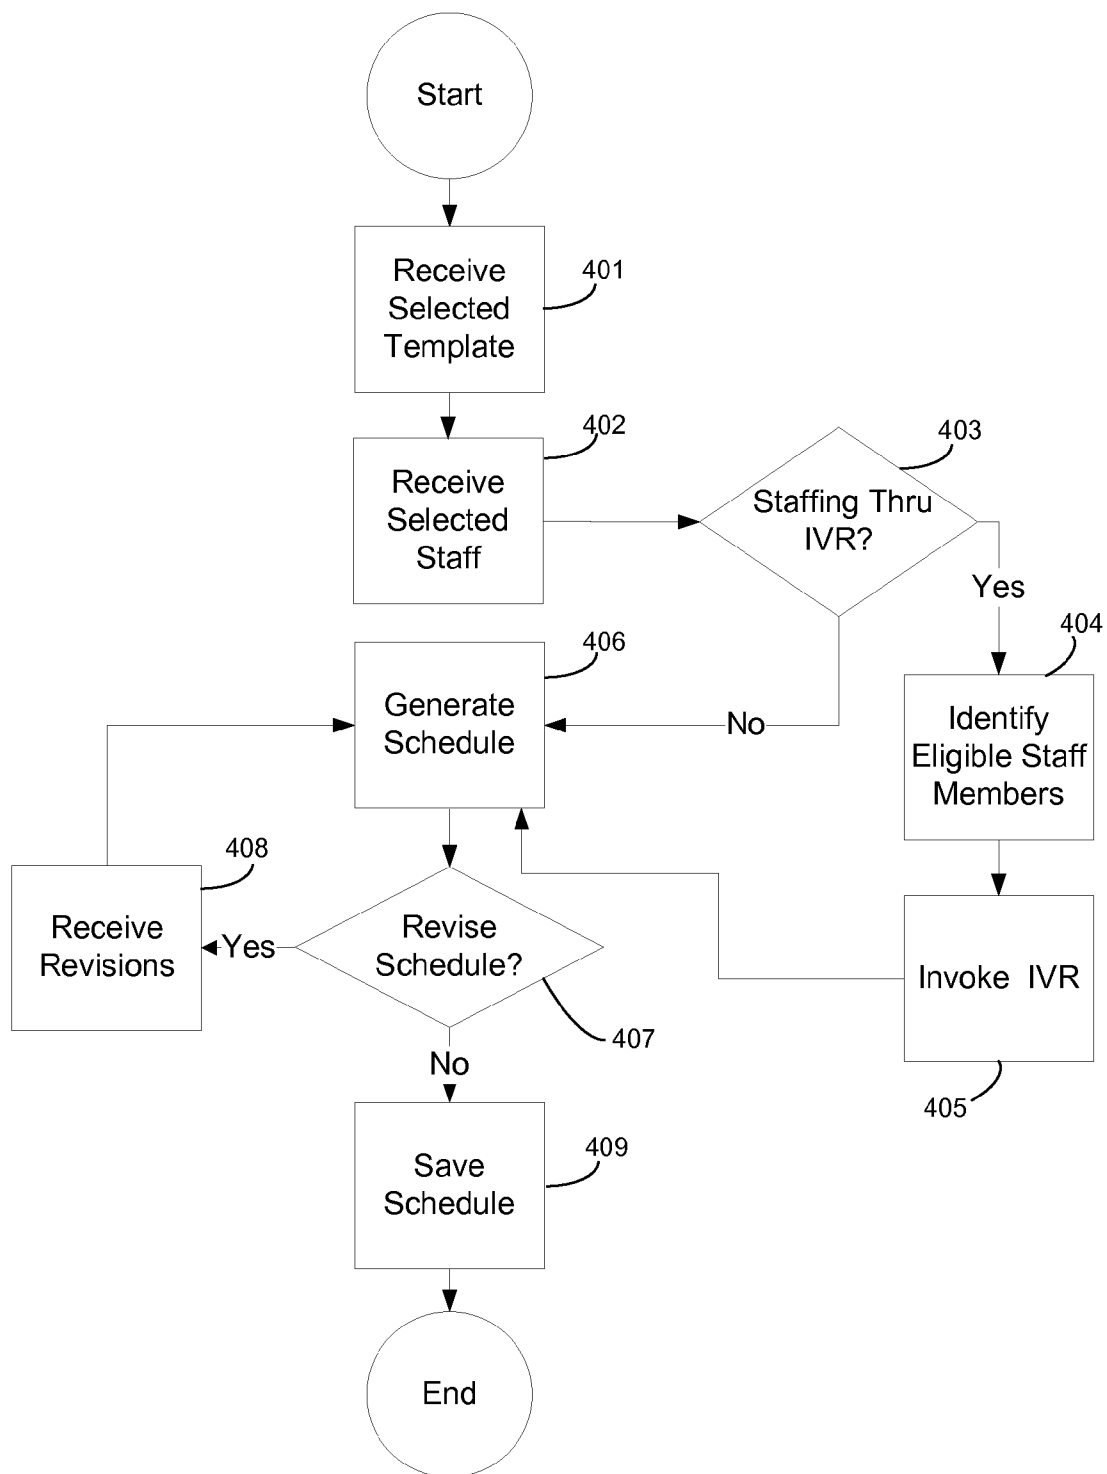 Start
Receive
Selected
Template
401
Receive
Selected
Staff
402
Staffing Thru
IVR?
403
Yes
No
Identify
Eligible Staff
Members
404
Generate
Schedule
406
Invoke IVR
405
Revise
Schedule?
407
Yes
Receive
Revisions
408
No
Save
Schedule
409
End